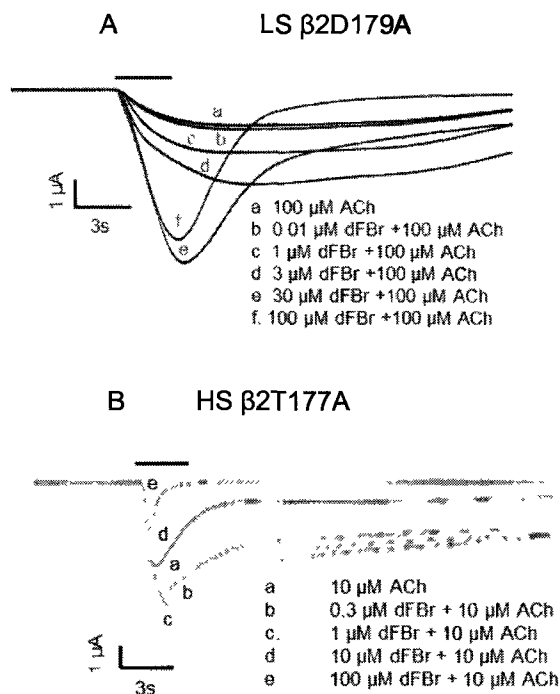 A LS β2D179A
a
c b
d
f
e
1 µA
3s
a 100 µM ACh
b 0 01 µM dFBr +100 µM ACh
c 1 µM dFBr +100 µM ACh
d 3 µM dFBr +100 µM ACh
e 30 µM dFBr +100 µM ACh
f. 100 µM dFBr +100 µM ACh
B HS β2T177A
e
d
a
b
c
1 µA
3s
a 10 µM ACh
b 0.3 µM dFBr + 10 µM ACh
c. 1 µM dFBr + 10 µM ACh
d 10 µM dFBr + 10 µM ACh
e 100 µM dFBr + 10 µM ACh